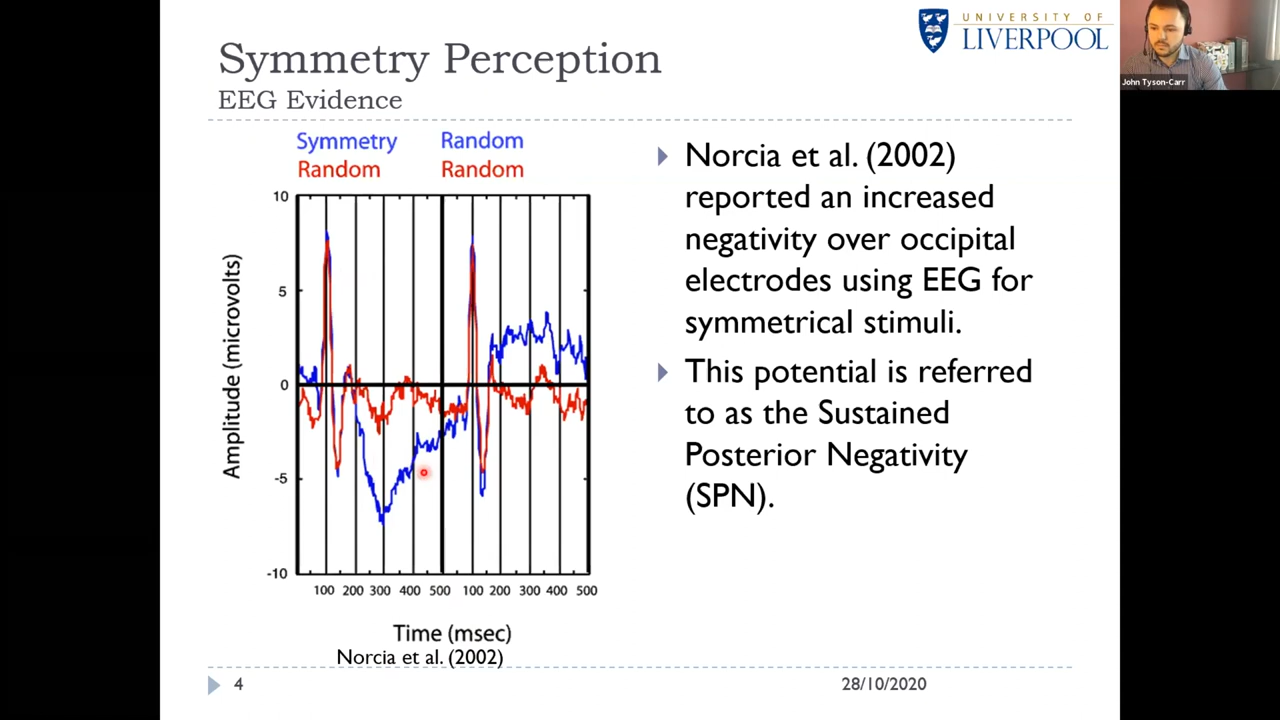 Symmetry Perception
EEG Evidence
UNIVERSITY OF
LIVERPOOL
John Tyson-Carr
Symmetry Random
Random Random
10
5
0
-5
-10
Amplitude (microvolts)
100 200 300 400 500 100 200 300 400 500
Time (msec)
Norcia et al. (2002)
Norcia et al. (2002)
reported an increased
negativity over occipital
electrodes using EEG for
symmetrical stimuli.
This potential is referred
to as the Sustained
Posterior Negativity
(SPN).
4
28/10/2020